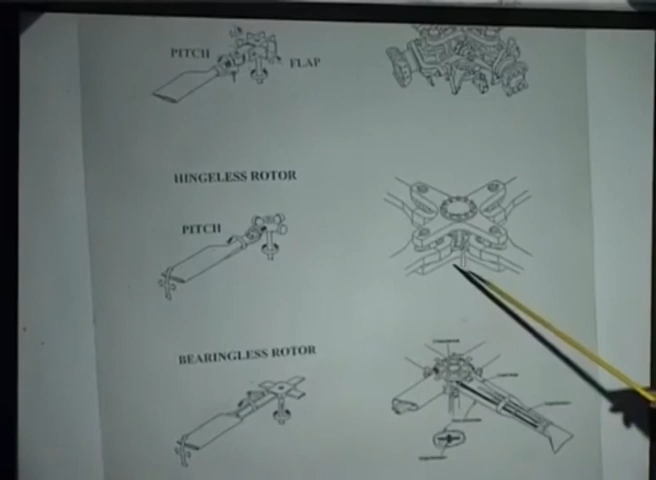 PITCH
FLAP
HINGELESS ROTOR
PITCH
BEARINGLESS ROTOR